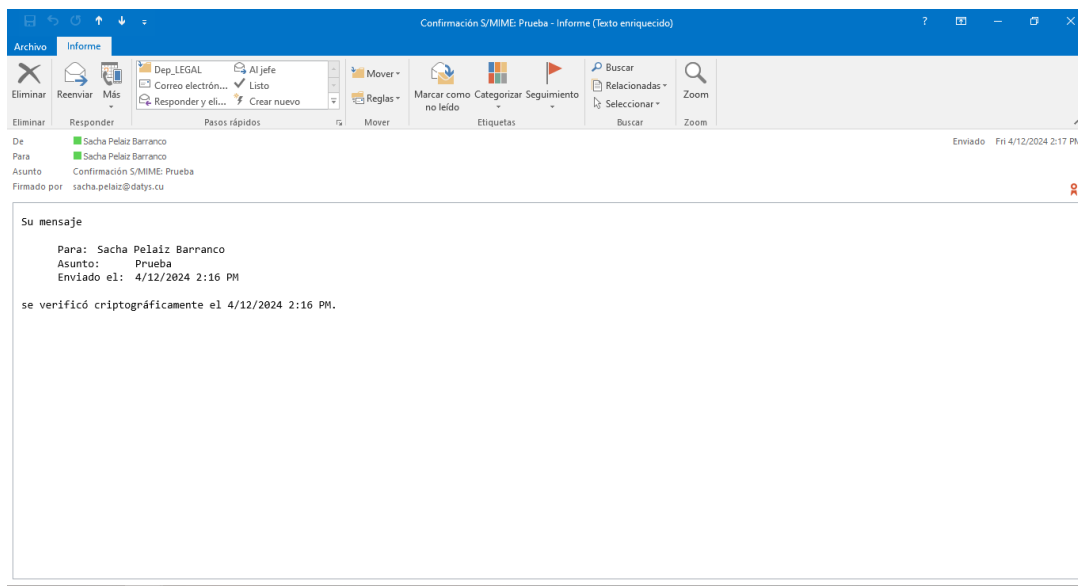 Confirmación S/MIME: Prueba - Informe (Texto enriquecido)
?
Archivo Informe
Eliminar
Reenviar
Más
Dep_LEGAL
Correo electrón...
Responder y eli...
Al jefe
Listo
Crear nuevo
Mover
Reglas
Marcar como no leído
Categorizar
Seguimiento
Buscar
Relacionadas
Seleccionar
Zoom
Eliminar Responder Pasos rápidos Mover Etiquetas Buscar Zoom
De Sacha Pelaiz Barranco Enviado Fri 4/12/2024 2:17 PM
Para Sacha Pelaiz Barranco
Asunto Confirmación S/MIME: Prueba
Firmado por sacha.pelaiz@datys.cu
Su mensaje
Para: Sacha Pelaiz Barranco
Asunto: Prueba
Enviado el: 4/12/2024 2:16 PM
se verificó criptográficamente el 4/12/2024 2:16 PM.